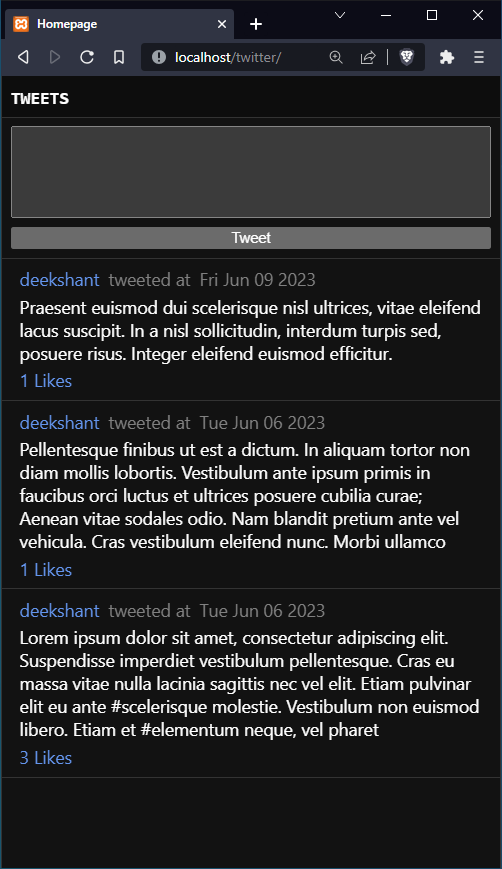 Homepage
localhost/twitter/
TWEETS
Tweet
deekshant tweeted at Fri Jun 09 2023
Praesent euismod dui scelerisque nisl ultrices, vitae eleifend
lacus suscipit. In a nisl sollicitudin, interdum turpis sed,
posuere risus. Integer eleifend euismod efficitur.
1 Likes
deekshant tweeted at Tue Jun 06 2023
Pellentesque finibus ut est a dictum. In aliquam tortor non
diam mollis lobortis. Vestibulum ante ipsum primis in
faucibus orci luctus et ultrices posuere cubilia curae;
Aenean vitae sodales odio. Nam blandit pretium ante vel
vehicula. Cras vestibulum eleifend nunc. Morbi ullamco
1 Likes
deekshant tweeted at Tue Jun 06 2023
Lorem ipsum dolor sit amet, consectetur adipiscing elit.
Suspendisse imperdiet vestibulum pellentesque. Cras eu
massa vitae nulla lacinia sagittis nec vel elit. Etiam pulvinar
elit eu ante #scelerisque molestie. Vestibulum non euismod
libero. Etiam et #elementum neque, vel pharet
3 Likes